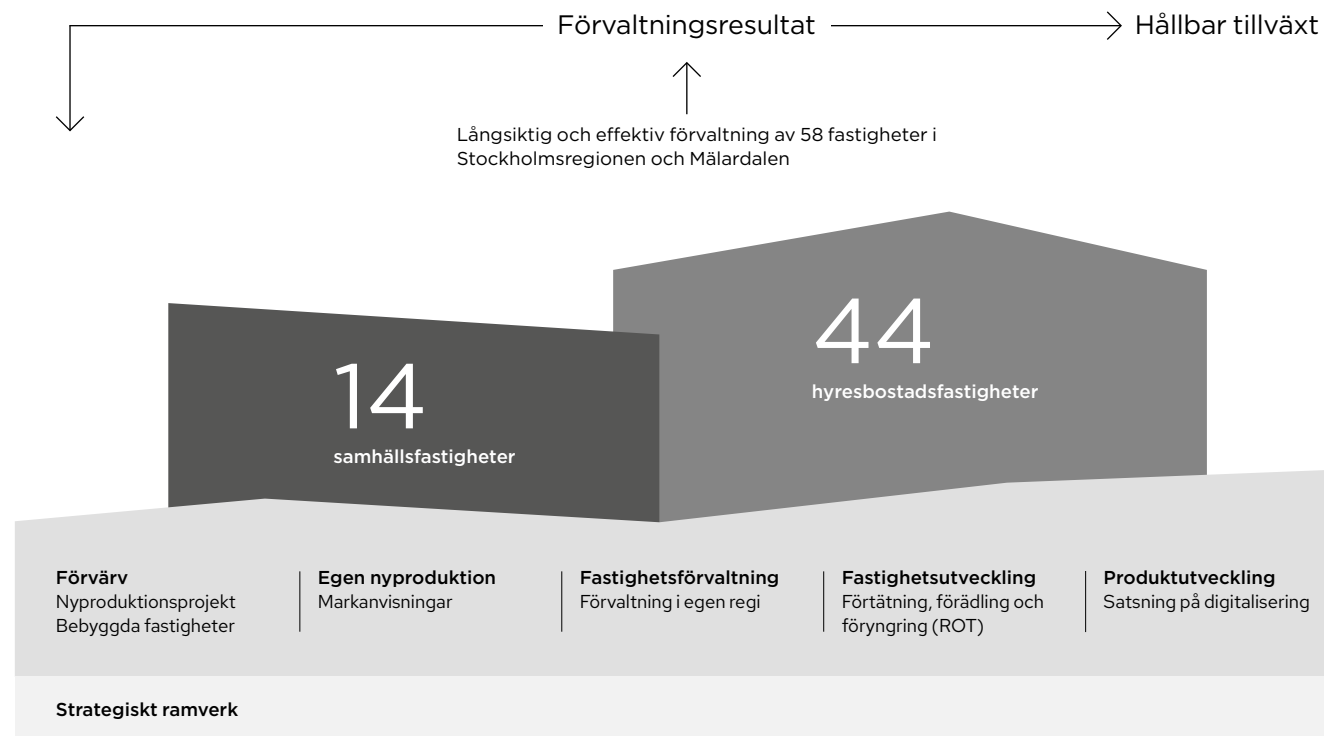 Förvaltningsresultat
Hållbar tillväxt
Långsiktig och effektiv förvaltning av 58 fastigheter i
Stockholmsregionen och Mälardalen
14
samhällsfastigheter
44
hyresbostadsfastigheter
Förvärv
Nyproduktionsprojekt
Bebyggda fastigheter
Egen nyproduktion
Markanvisningar
Fastighetsförvaltning
Förvaltning i egen regi
Fastighetsutveckling
Förtätning, förädling och
föryngring (ROT)
Produktutveckling
Satsning på digitalisering
Strategiskt ramverk